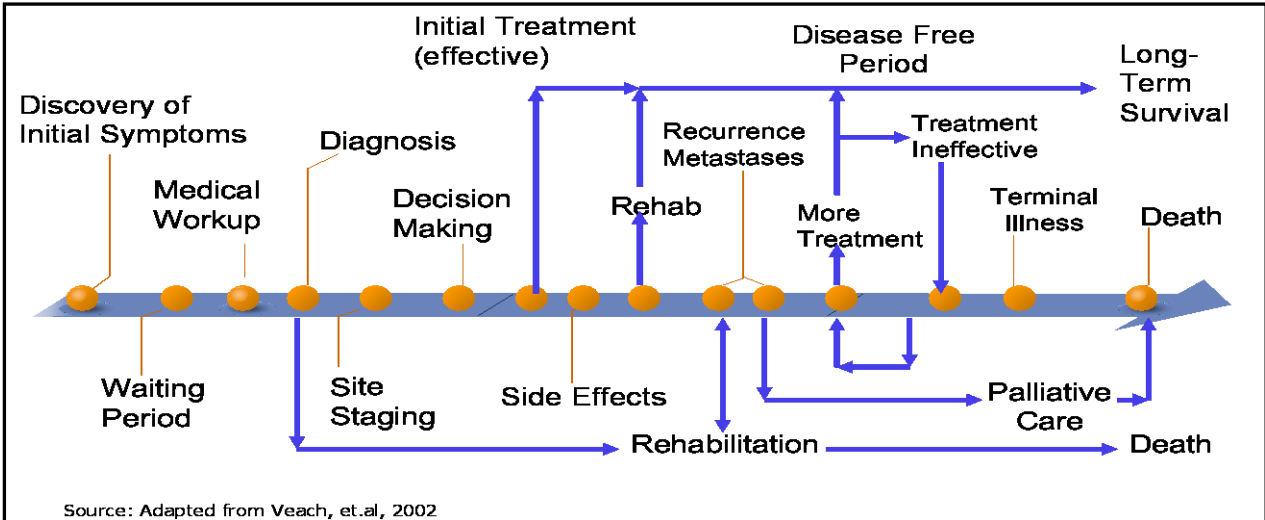 Initial Treatment
(effective)
Disease Free
Period
Long-
Term
Survival
Discovery of
Initial Symptoms
Diagnosis
Recurrence
Metastases
Treatment
Ineffective
Medical
Workup
Decision
Making
Rehab
More
Treatment
Terminal
Illness
Death
Waiting
Period
Site
Staging
Side Effects
Palliative
Care
Rehabilitation
Death
Source: Adapted from Veach, et.al, 2002